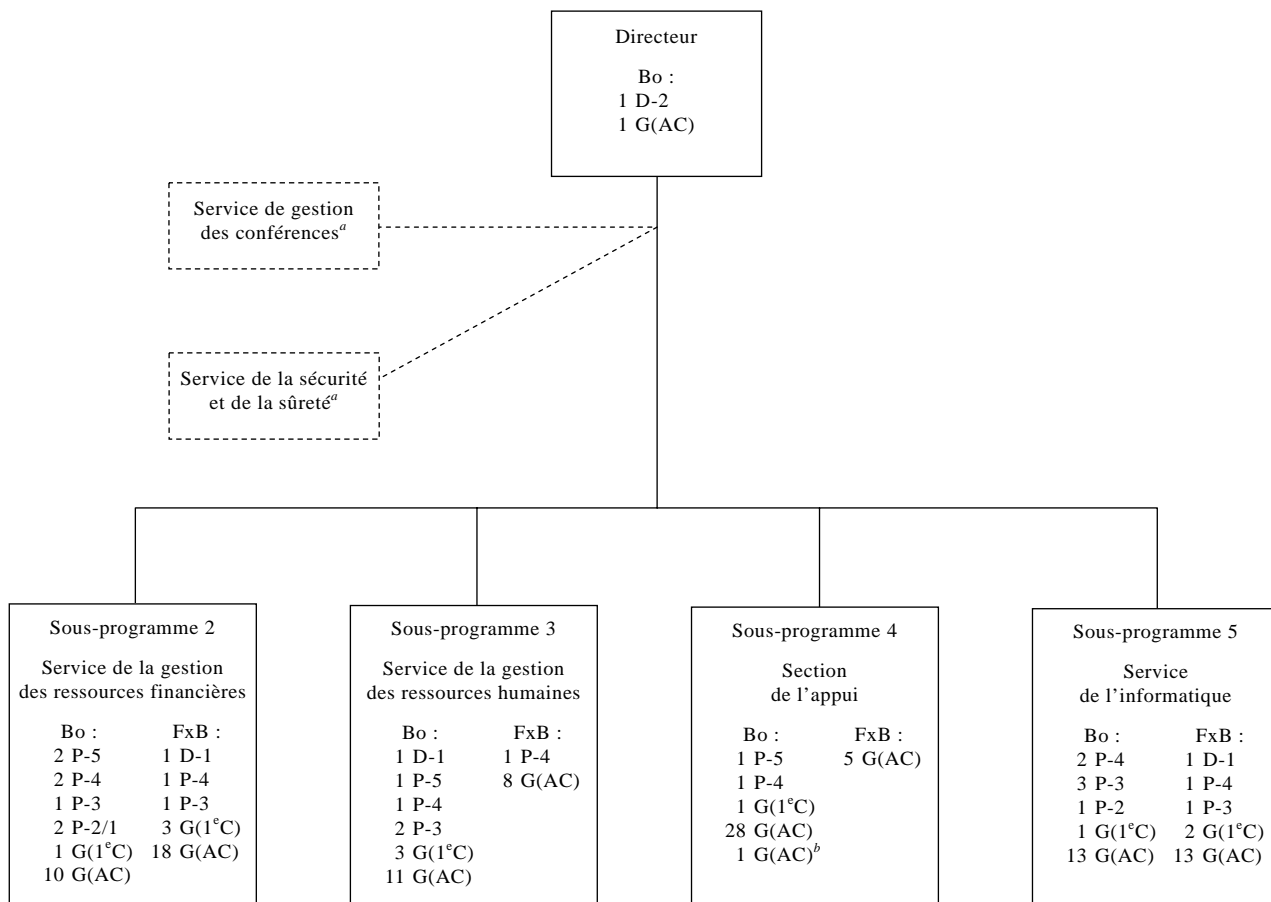 Directeur
Bo :
1 D-2
1 G(AC)
Service de gestion
des conférencesᵃ
Service de la sécurité
et de la sûretéᵃ
Sous-programme 2
Service de la gestion
des ressources financières
Bo :
2 P-5
2 P-4
1 P-3
2 P-2/1
1 G(1ᵉC)
10 G(AC)
FxB :
1 D-1
1 P-4
1 P-3
3 G(1ᵉC)
18 G(AC)
Sous-programme 3
Service de la gestion
des ressources humaines
Bo :
1 D-1
1 P-5
1 P-4
2 P-3
3 G(1ᵉC)
11 G(AC)
FxB :
1 P-4
8 G(AC)
Sous-programme 4
Section
de l’appui
Bo :
1 P-5
1 P-4
1 G(1ᵉC)
28 G(AC)
1 G(AC)ᵇ
FxB :
5 G(AC)
Sous-programme 5
Service
de l’informatique
Bo :
2 P-4
3 P-3
1 P-2
1 G(1ᵉC)
13 G(AC)
FxB :
1 D-1
1 P-4
1 P-3
2 G(1ᵉC)
13 G(AC)